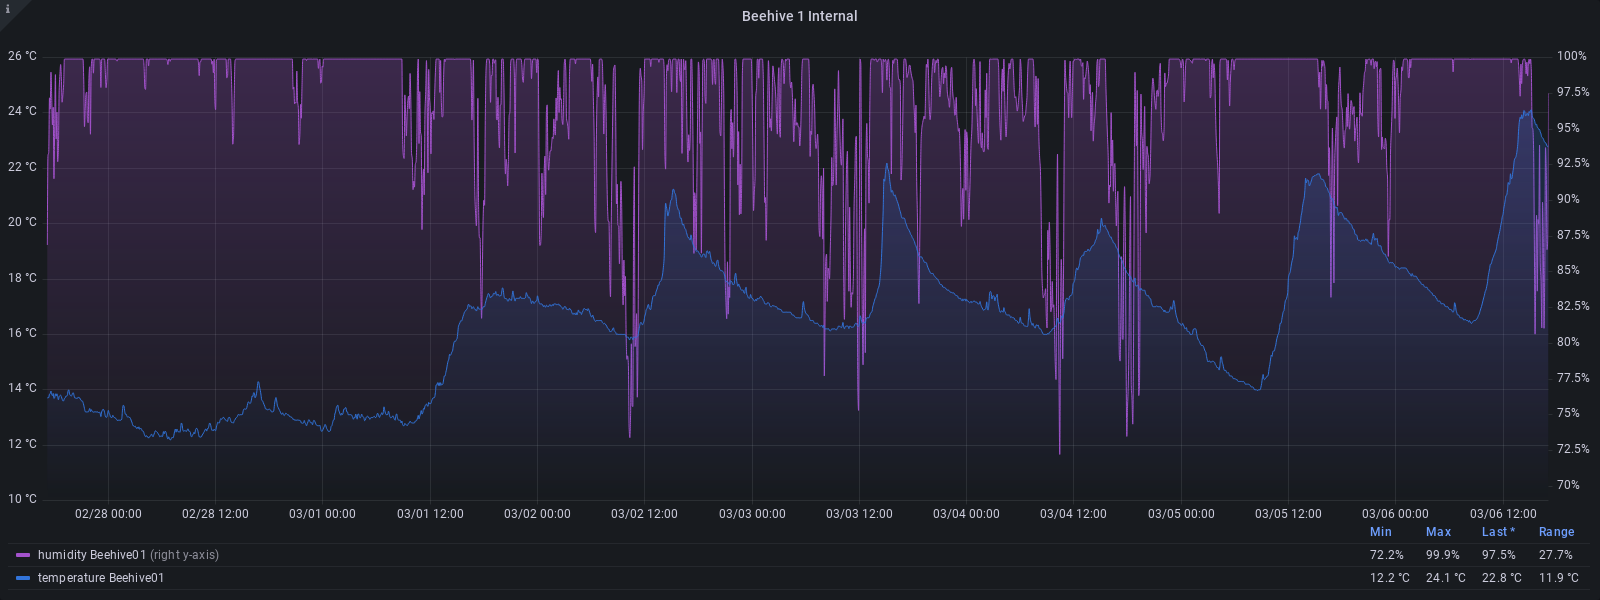 i
Beehive 1 Internal
26 °C
24 °C
22 °C
20 °C
18 °C
16 °C
14 °C
12 °C
10 °C
100%
97.5%
95%
92.5%
90%
87.5%
85%
82.5%
80%
77.5%
75%
72.5%
70%
02/28 00:00 02/28 12:00 03/01 00:00 03/01 12:00 03/02 00:00 03/02 12:00 03/03 00:00 03/03 12:00 03/04 00:00 03/04 12:00 03/05 00:00 03/05 12:00 03/06 00:00 03/06 12:00
Min Max Last * Range
humidity Beehive01 (right y-axis) 72.2% 99.9% 97.5% 27.7%
temperature Beehive01 12.2 °C 24.1 °C 22.8 °C 11.9 °C